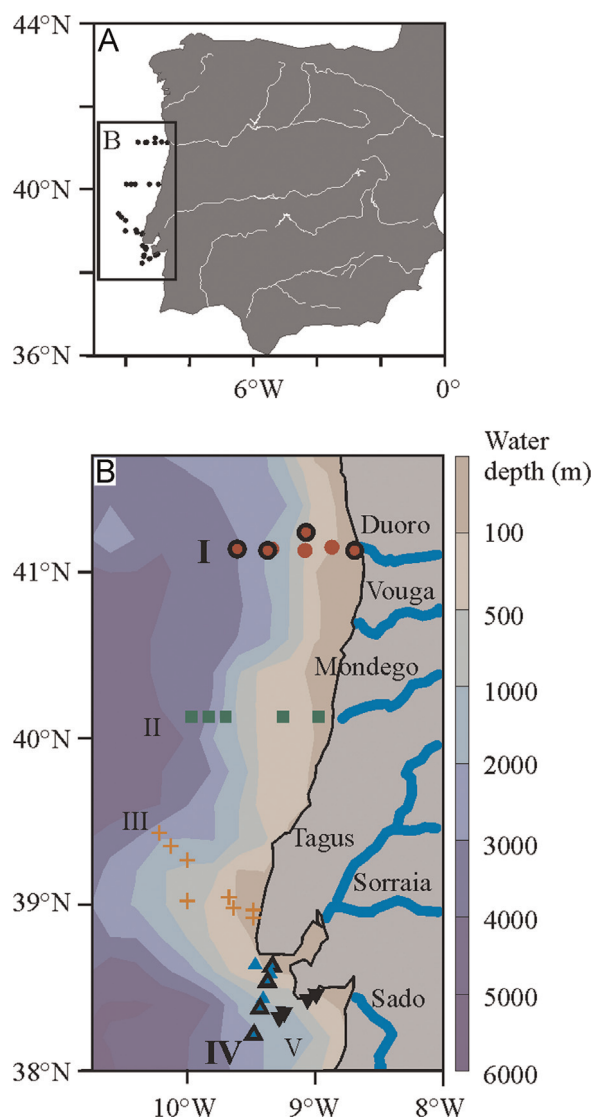 44°N
A
B
40°N
36°N
6°W
0°
B
Water
depth (m)
Duoro
100
I
41°N
Vouga
500
Mondego
1000
II
40°N
2000
III
Tagus
3000
Sorraia
39°N
4000
5000
Sado
IV
V
38°N
6000
10°W
9°W
8°W